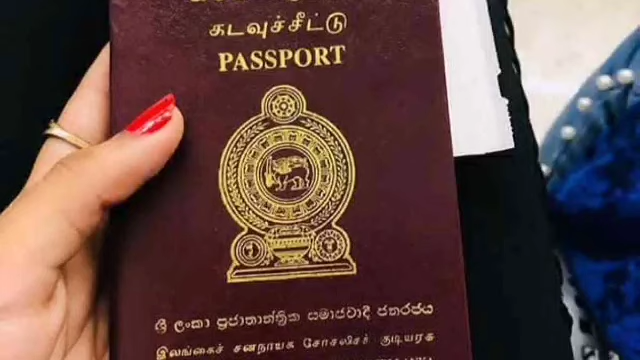 கடவுச்சீட்டு
PASSPORT
ශ්‍රී ලංකා ප්‍රජාතාන්ත්‍රික සමාජවාදී ජනරජය
இலங்கைச் சனநாயக சோசலிசக் குடியரசு